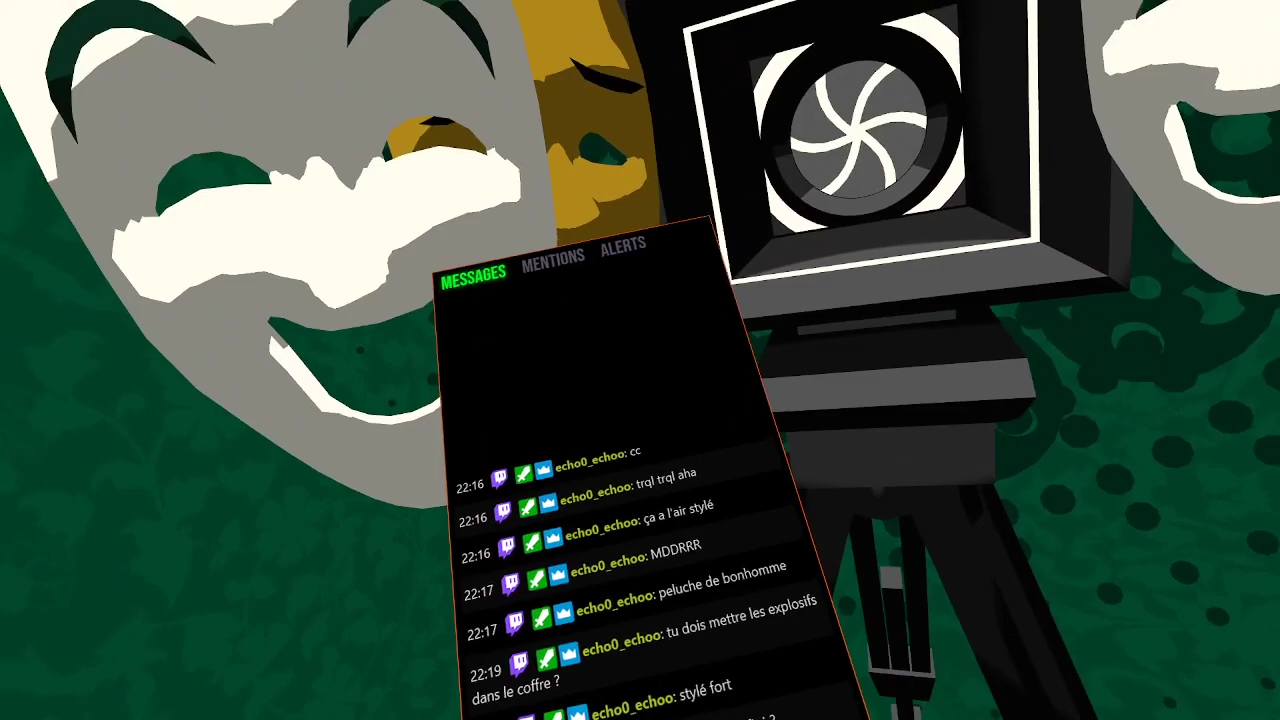 MESSAGES MENTIONS ALERTS
22:16 echo0_echoo: cc
22:16 echo0_echoo: trql trql aha
22:16 echo0_echoo: ça a l'air stylé
22:17 echo0_echoo: MDDRRR
22:17 echo0_echoo: peluche de bonhomme
22:19 echo0_echoo: tu dois mettre les explosifs
dans le coffre ?
echo0_echoo: stylé fort